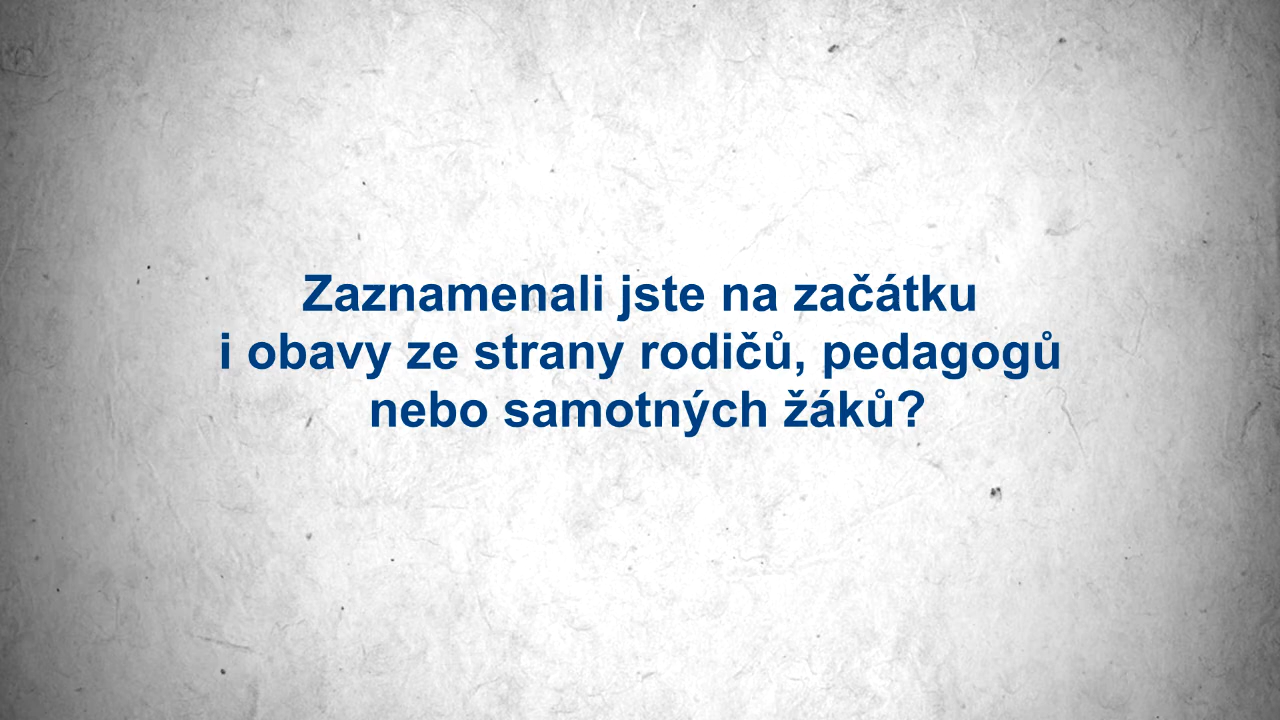 Zaznamenali jste na začátku
i obavy ze strany rodičů, pedagogů
nebo samotných žáků?